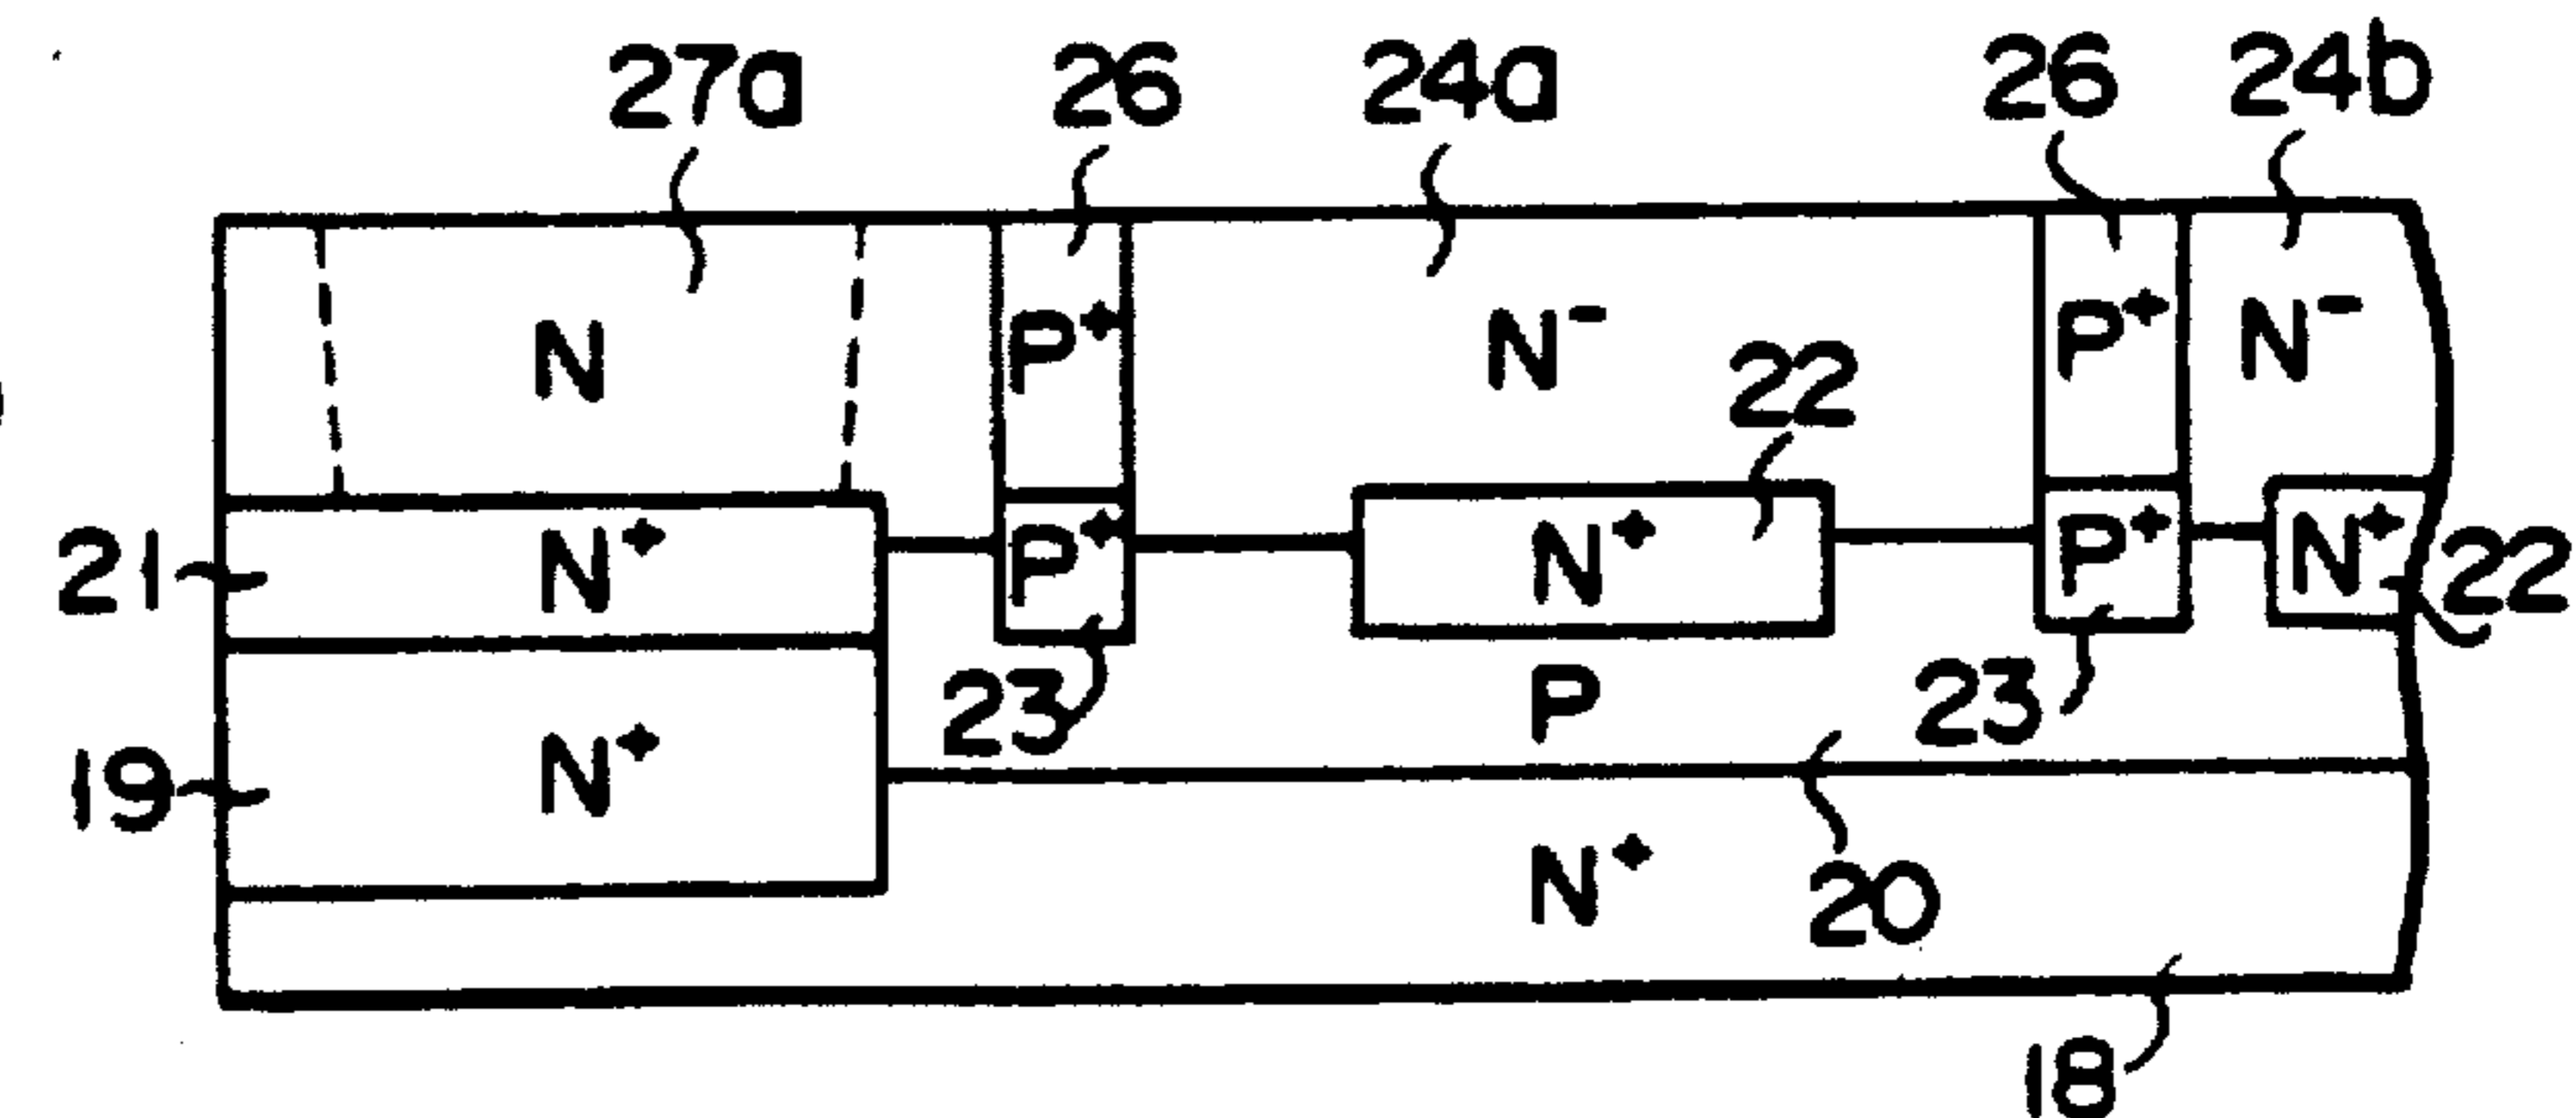 27a 26 24a 26 24b
N P⁺ N⁻ P⁺ N⁻
22
21 N⁺ P⁺ N⁺ P⁺ N⁺ 22
23 P 23
19 N⁺
N⁺ 20
18